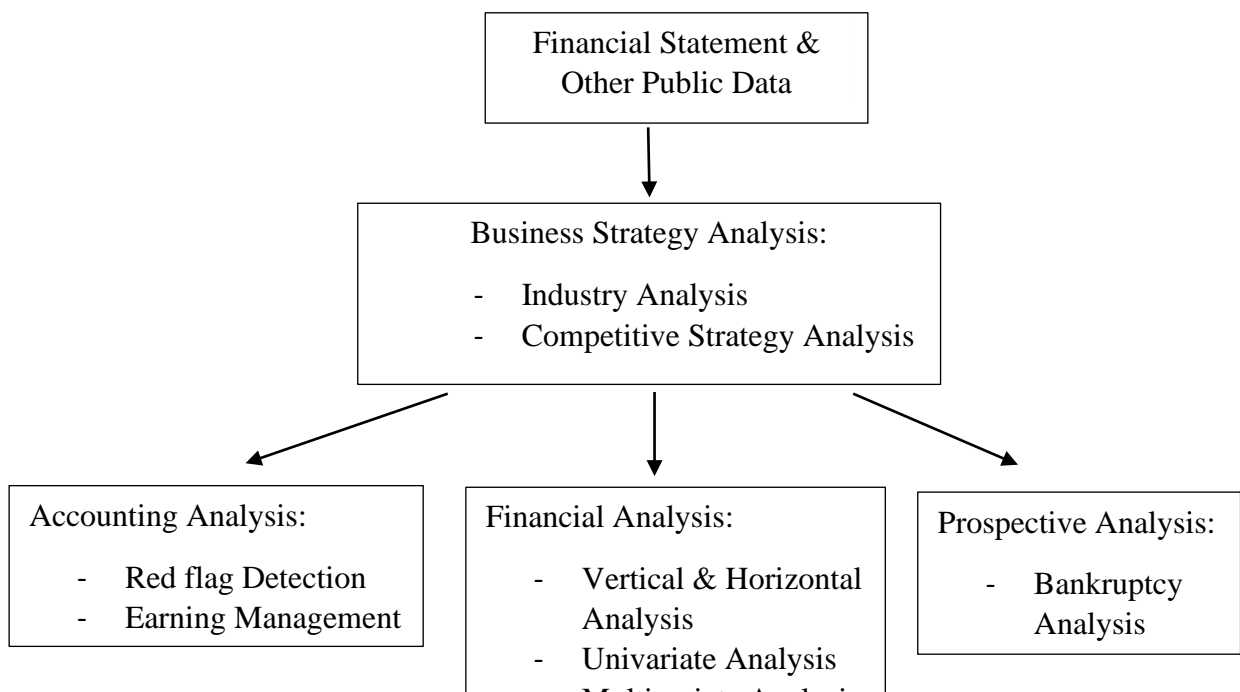 Financial Statement &
Other Public Data
Business Strategy Analysis:
- Industry Analysis
- Competitive Strategy Analysis
Accounting Analysis:
- Red flag Detection
- Earning Management
Financial Analysis:
- Vertical & Horizontal
Analysis
- Univariate Analysis
Prospective Analysis:
- Bankruptcy
Analysis